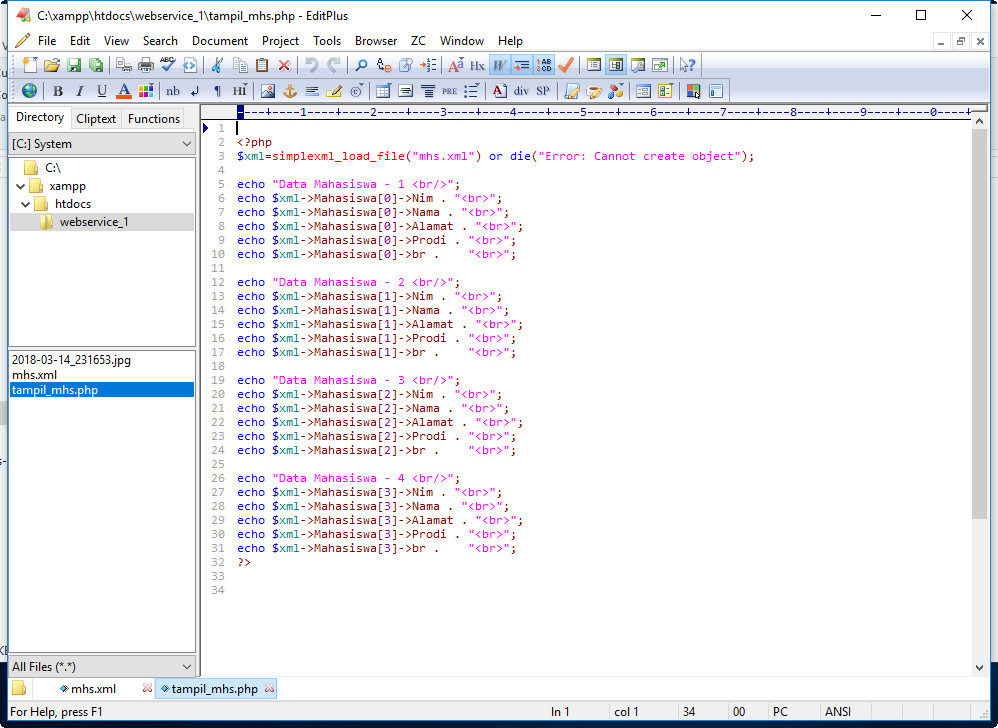 C:\xampp\htdocs\webservice_1\tampil_mhs.php - EditPlus
File Edit View Search Document Project Tools Browser ZC Window Help
B I U A nb ¶ HI PRE A div SP
Directory Cliptext Functions
[C:] System
C:\
xampp
htdocs
webservice_1
2018-03-14_231653.jpg
mhs.xml
tampil_mhs.php
All Files (*.*)
----+----1----+----2----+----3----+----4----+----5----+----6----+----7----+----8----+----9----+----0----+--
1
2 <?php
3 $xml=simplexml_load_file("mhs.xml") or die("Error: Cannot create object");
4
5 echo "Data Mahasiswa - 1 <br/>";
6 echo $xml->Mahasiswa[0]->Nim . "<br>";
7 echo $xml->Mahasiswa[0]->Nama . "<br>";
8 echo $xml->Mahasiswa[0]->Alamat . "<br>";
9 echo $xml->Mahasiswa[0]->Prodi . "<br>";
10 echo $xml->Mahasiswa[0]->br .    "<br>";
11
12 echo "Data Mahasiswa - 2 <br/>";
13 echo $xml->Mahasiswa[1]->Nim . "<br>";
14 echo $xml->Mahasiswa[1]->Nama . "<br>";
15 echo $xml->Mahasiswa[1]->Alamat . "<br>";
16 echo $xml->Mahasiswa[1]->Prodi . "<br>";
17 echo $xml->Mahasiswa[1]->br .    "<br>";
18
19 echo "Data Mahasiswa - 3 <br/>";
20 echo $xml->Mahasiswa[2]->Nim . "<br>";
21 echo $xml->Mahasiswa[2]->Nama . "<br>";
22 echo $xml->Mahasiswa[2]->Alamat . "<br>";
23 echo $xml->Mahasiswa[2]->Prodi . "<br>";
24 echo $xml->Mahasiswa[2]->br .    "<br>";
25
26 echo "Data Mahasiswa - 4 <br/>";
27 echo $xml->Mahasiswa[3]->Nim . "<br>";
28 echo $xml->Mahasiswa[3]->Nama . "<br>";
29 echo $xml->Mahasiswa[3]->Alamat . "<br>";
30 echo $xml->Mahasiswa[3]->Prodi . "<br>";
31 echo $xml->Mahasiswa[3]->br .    "<br>";
32 ?>
33
34
mhs.xml tampil_mhs.php
For Help, press F1 ln 1 col 1 34 00 PC ANSI